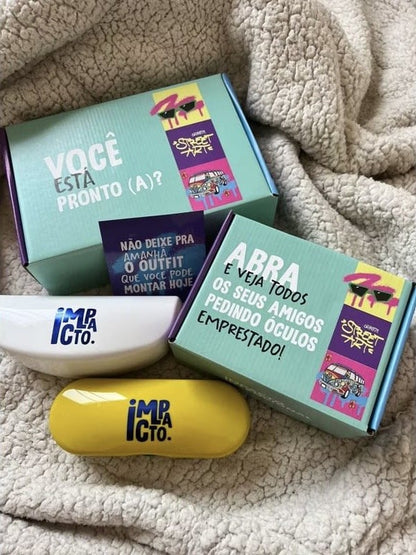 VOCÊ
ESTÁ
PRONTO (A)?
STREET
ART
NÃO DEIXE PRA
AMANHÃ
O OUTFIT
QUE VOCÊ PODE
MONTAR HOJE
ABRA
E VEJA TODOS
OS SEUS AMIGOS
PEDINDO OCULOS
EMPRESTADO!
STREET
ART
iMPACTO.
iMPACTO.